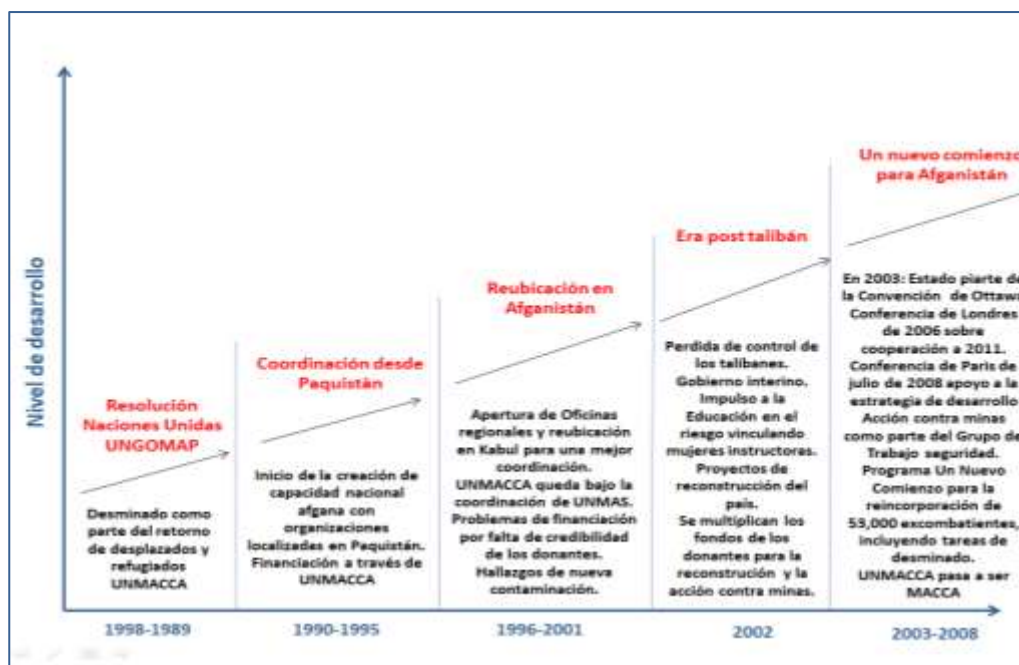 Nivel de desarrollo
Resolución
Naciones Unidas
UNGOMAP
Desminado como
parte del retorno
de desplazados y
refugiados
UNMACCA
1998-1989
Coordinación desde
Paquistán
Inicio de la creación de
capacidad nacional
afgana con
organizaciones
localizadas en Paquistán.
Financiación a través de
UNMACCA
1990-1995
Reubicación en
Afganistán
Apertura de Oficinas
regionales y reubicación
en Kabul para una mejor
coordinación.
UNMACCA queda bajo la
coordinación de UNMAS.
Problemas de financiación
por falta de credibilidad
de los donantes.
Hallazgos de nueva
contaminación.
1996-2001
Era post talibán
Perdida de control de
los talibanes.
Gobierno interino.
Impulso a la
Educación en el
riesgo vinculando
mujeres instructoras.
Proyectos de
reconstrucción del
país.
Se multiplican los
fondos de los
donantes para la
reconstrución y la
acción contra minas.
2002
Un nuevo comienzo
para Afganistán
En 2003: Estado piarte de
la Convención de Ottawa
Conferencia de Londres
de 2006 sobre
cooperación a 2011.
Conferencia de Paris de
julio de 2008 apoyo a la
estrategia de desarrollo
Acción contra minas
como parte del Grupo de
Trabajo seguridad.
Programa Un Nuevo
Comienzo para la
reincorporación de
53,000 excombatientes,
incluyendo tareas de
desminado.
UNMACCA pasa a ser
MACCA
2003-2008